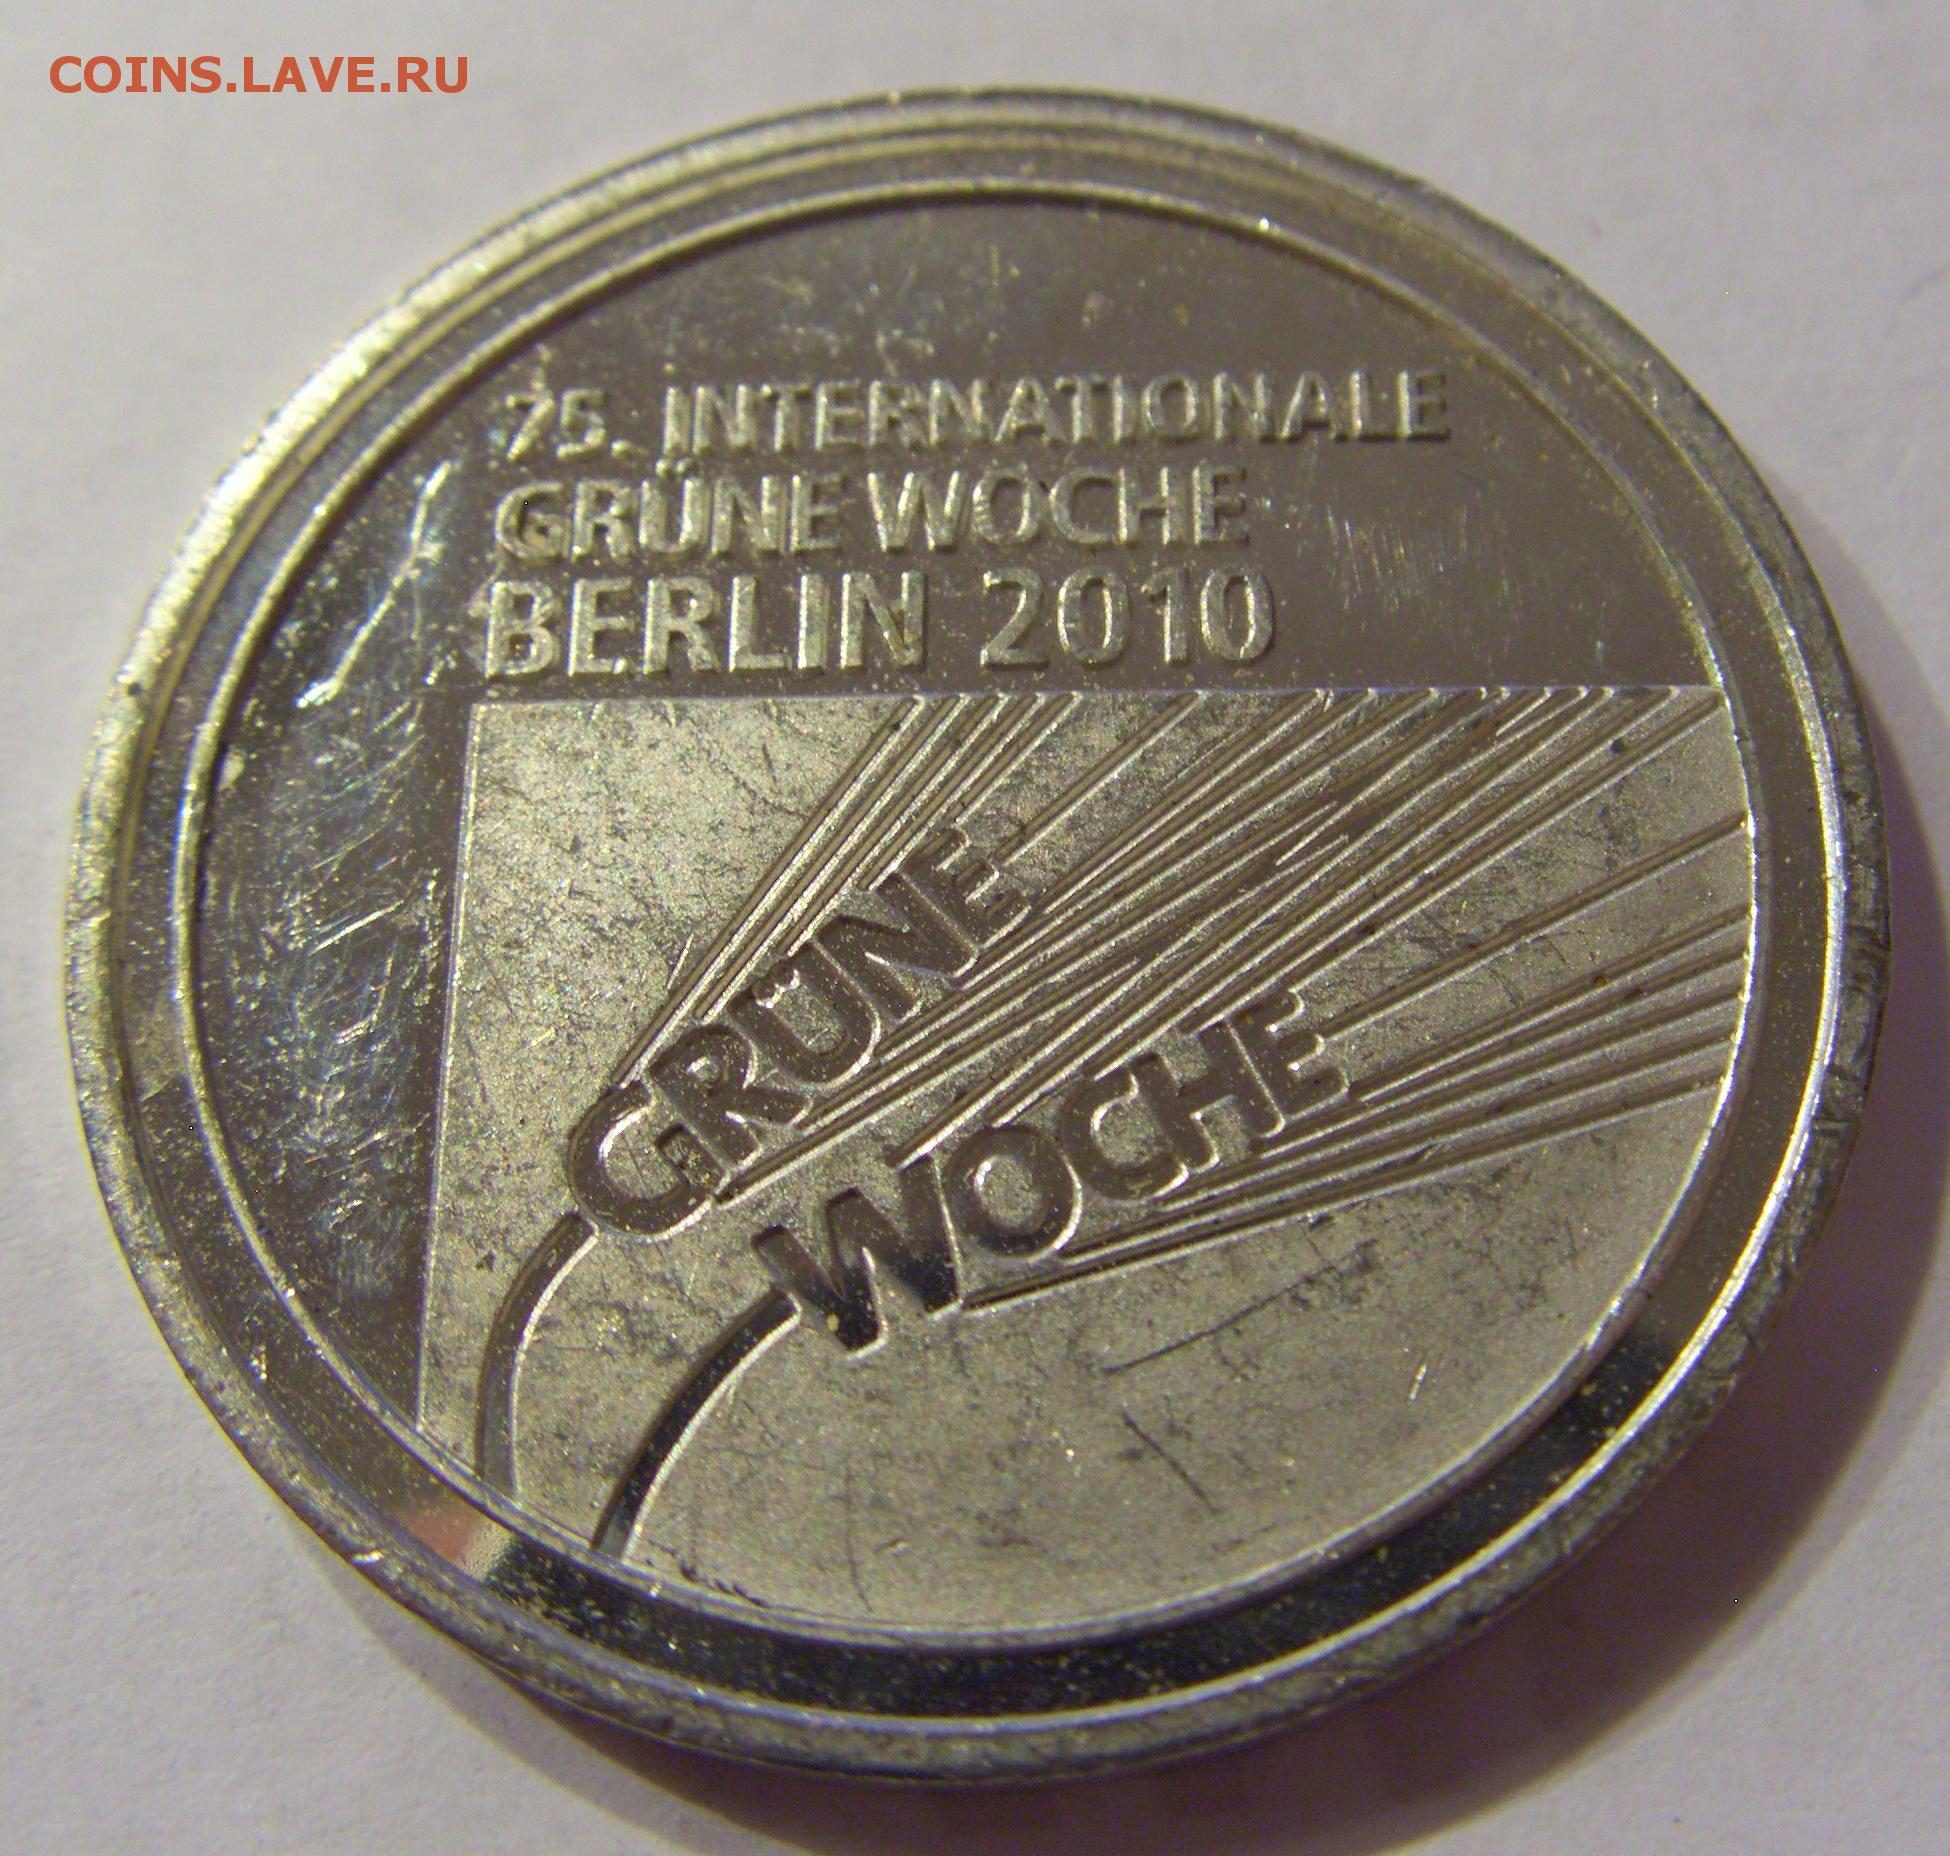 COINS.LAVE.RU
75. INTERNATIONALE
GRÜNE WOCHE
BERLIN 2010
GRÜNE
WOCHE